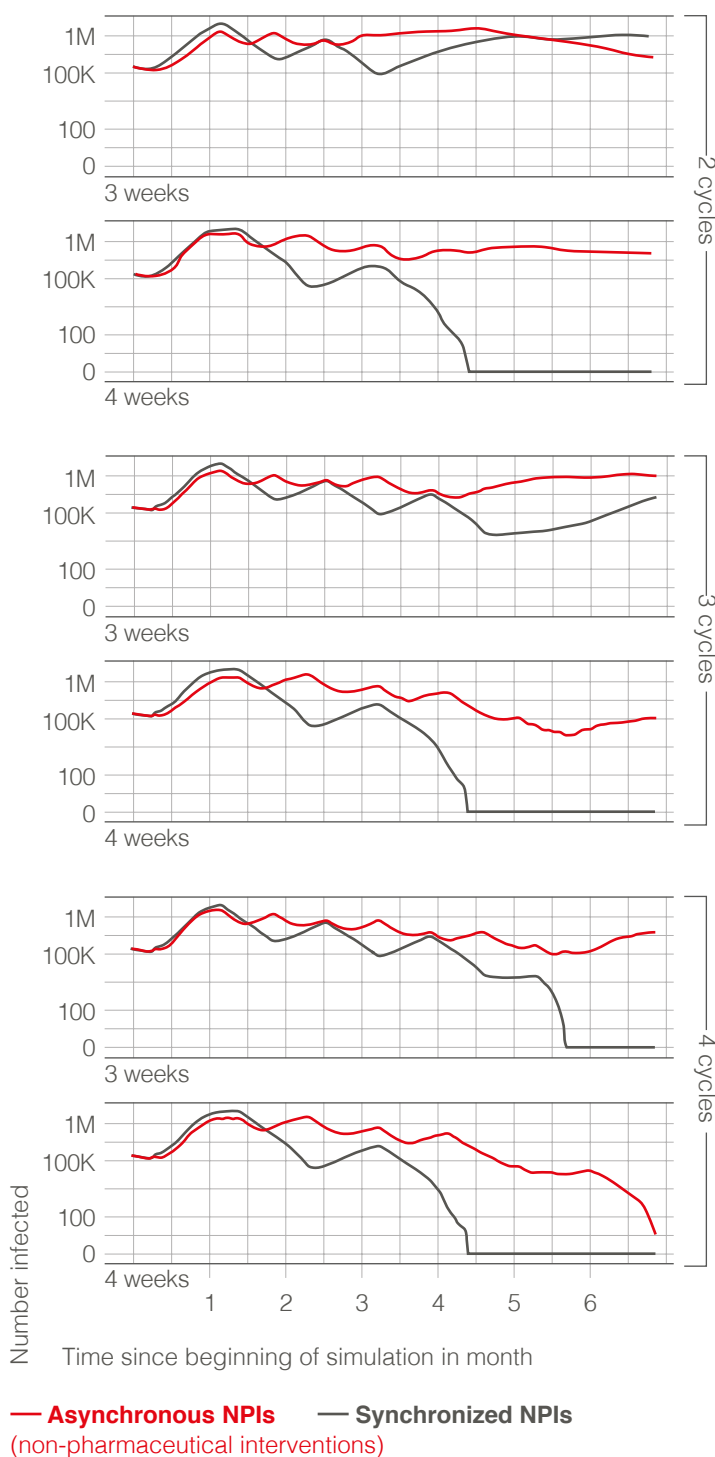 1M
100K
100
0
3 weeks
1M
100K
100
0
4 weeks
2 cycles
1M
100K
100
0
3 weeks
1M
100K
100
0
4 weeks
3 cycles
1M
100K
100
0
3 weeks
1M
100K
100
0
4 weeks
4 cycles
1 2 3 4 5 6
Number infected
Time since beginning of simulation in month
Asynchronous NPIs Synchronized NPIs
(non-pharmaceutical interventions)